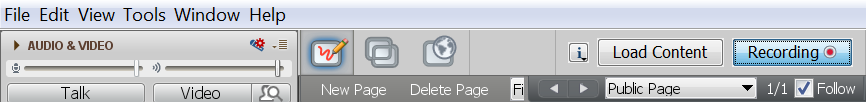 File Edit View Tools Window Help
AUDIO & VIDEO
Load Content Recording
Talk Video New Page Delete Page Fi Public Page 1/1 Follow